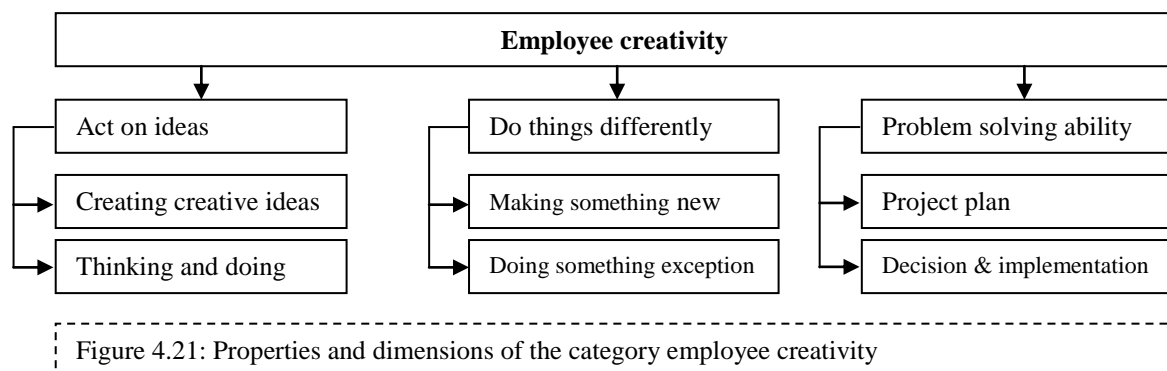 Employee creativity
Act on ideas
Creating creative ideas
Thinking and doing
Do things differently
Making something new
Doing something exception
Problem solving ability
Project plan
Decision & implementation
Figure 4.21: Properties and dimensions of the category employee creativity